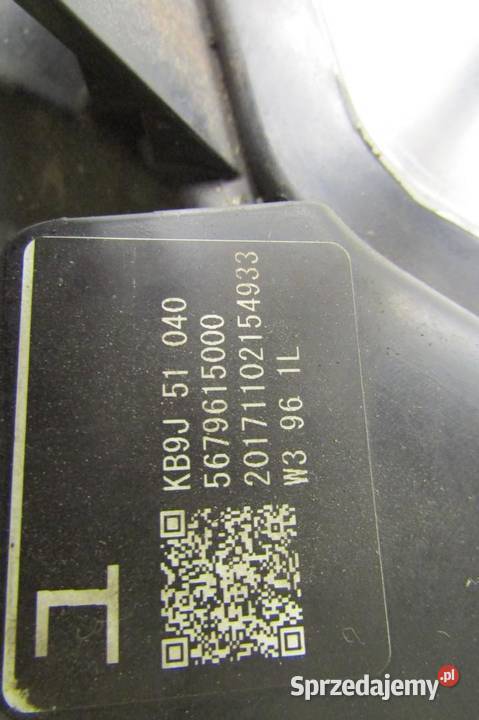 KB9J 51 040
5679615000
20171102154933
W3 96 1L
Sprzedajemy.pl